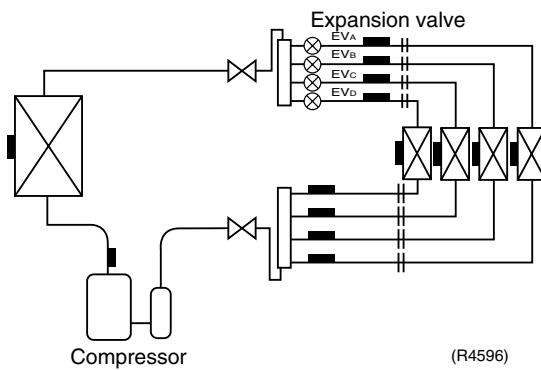 Expansion valve
EVA
EVB
EVC
EVD
Compressor
(R4596)